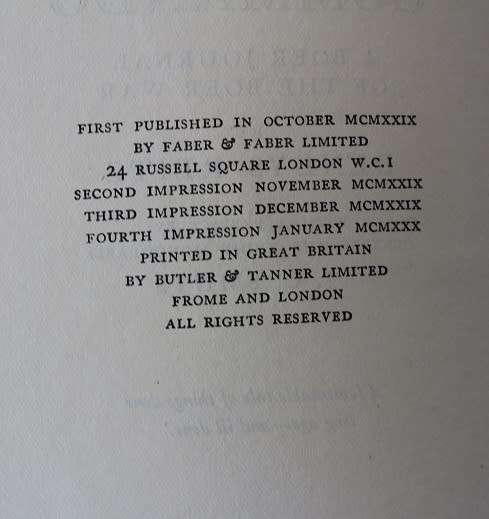 FIRST PUBLISHED IN OCTOBER MCMXXIX
BY FABER & FABER LIMITED
24 RUSSELL SQUARE LONDON W.C.1
SECOND IMPRESSION NOVEMBER MCMXXIX
THIRD IMPRESSION DECEMBER MCMXXIX
FOURTH IMPRESSION JANUARY MCMXXX
PRINTED IN GREAT BRITAIN
BY BUTLER & TANNER LIMITED
FROME AND LONDON
ALL RIGHTS RESERVED